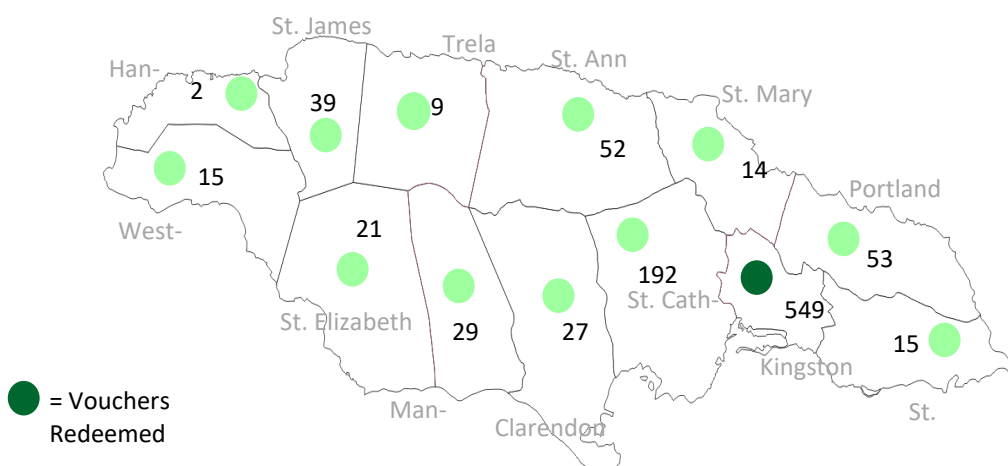 St. James
Trela
St. Ann
Han-
2
39
9
52
St. Mary
14
15
Portland
West-
21
192
53
St. Cath-
549
St. Elizabeth
29
27
15
Kingston
= Vouchers
Redeemed
Man-
Clarendon
St.